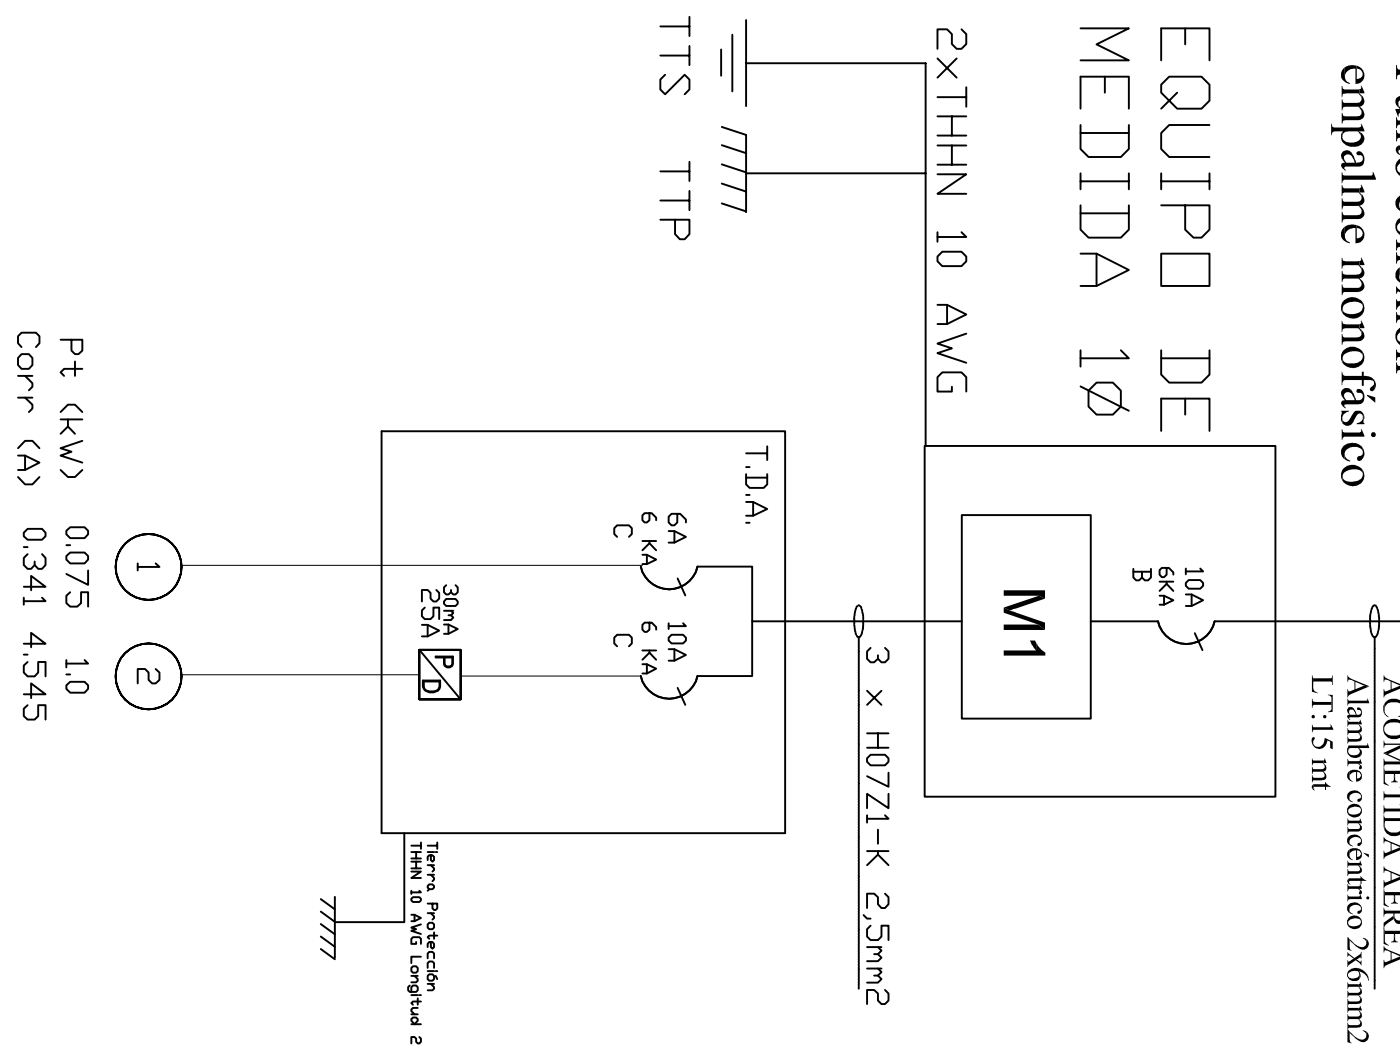 empalme monofásico
ACOMETIDA AEREA
Alambre concéntrico 2x6mm2
LT:15 mt
EQUIPO DE
MEDIDA 1Ø
10A
6KA
B
M1
2xTHHN 10 AWG
TTS TTP
3 x H07Z1-K 2,5mm2
T.D.A.
6A
6 KA
C
10A
6 KA
C
30mA
25A
P
D
Tierra Protección
THHN 10 AWG Longitud 2
1
2
Pt (kW) 0.075 1.0
Corr (A) 0.341 4.545